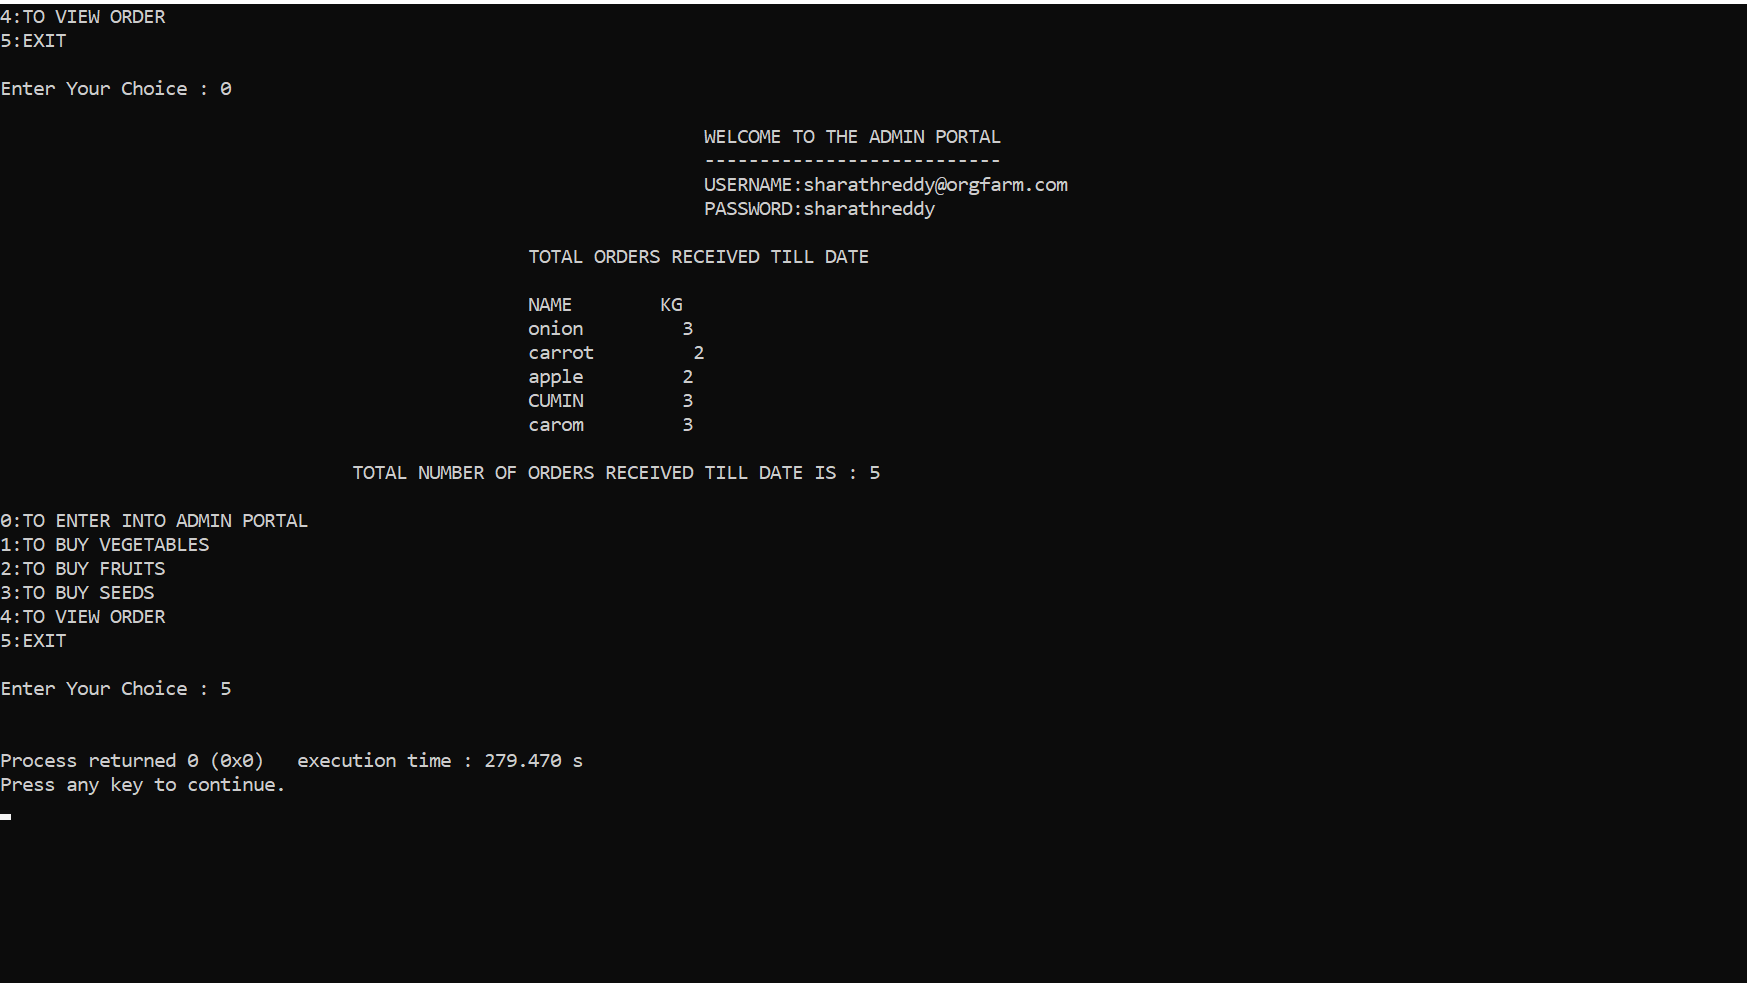 4:TO VIEW ORDER
5:EXIT
Enter Your Choice : 0
WELCOME TO THE ADMIN PORTAL
---------------------------
USERNAME:sharathreddy@orgfarm.com
PASSWORD:sharathreddy
TOTAL ORDERS RECEIVED TILL DATE
NAME        KG
onion         3
carrot         2
apple         2
CUMIN         3
carom         3
TOTAL NUMBER OF ORDERS RECEIVED TILL DATE IS : 5
0:TO ENTER INTO ADMIN PORTAL
1:TO BUY VEGETABLES
2:TO BUY FRUITS
3:TO BUY SEEDS
4:TO VIEW ORDER
5:EXIT
Enter Your Choice : 5
Process returned 0 (0x0)   execution time : 279.470 s
Press any key to continue.